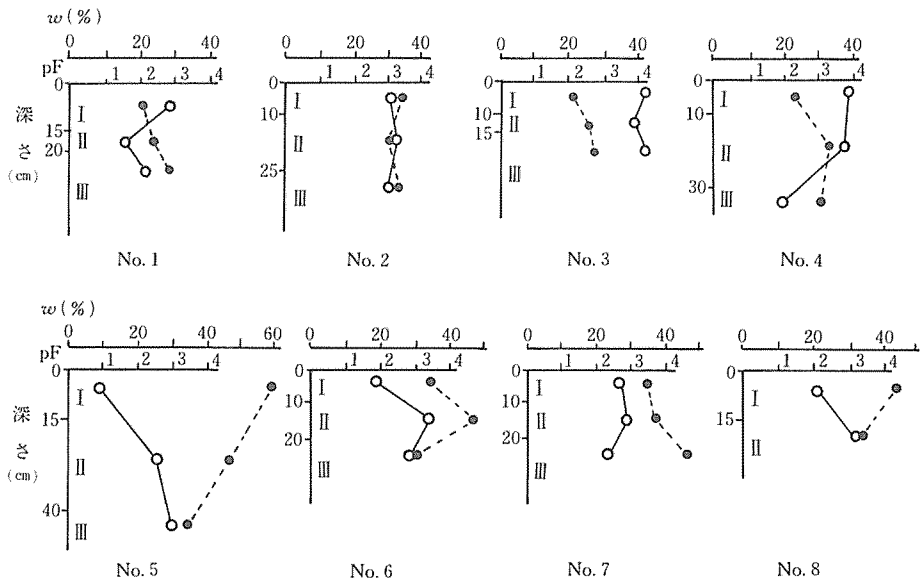 w (%)
0 20 40
pF 1 2 3 4
0
深さ
(cm)
15
20
I
II
III
No. 1
0 20 40
1 2 3 4
0
10
25
I
II
III
No. 2
0 20 40
1 2 3 4
0
10
15
I
II
III
No. 3
0 20 40
1 2 3 4
0
10
30
I
II
III
No. 4
w (%)
0 20 40 60
pF 1 2 3 4
0
深さ
(cm)
15
40
I
II
III
No. 5
0 20 40
1 2 3 4
0
10
20
I
II
III
No. 6
0 20 40
1 2 3 4
0
10
20
I
II
III
No. 7
0 20 40
1 2 3 4
0
15
I
II
No. 8